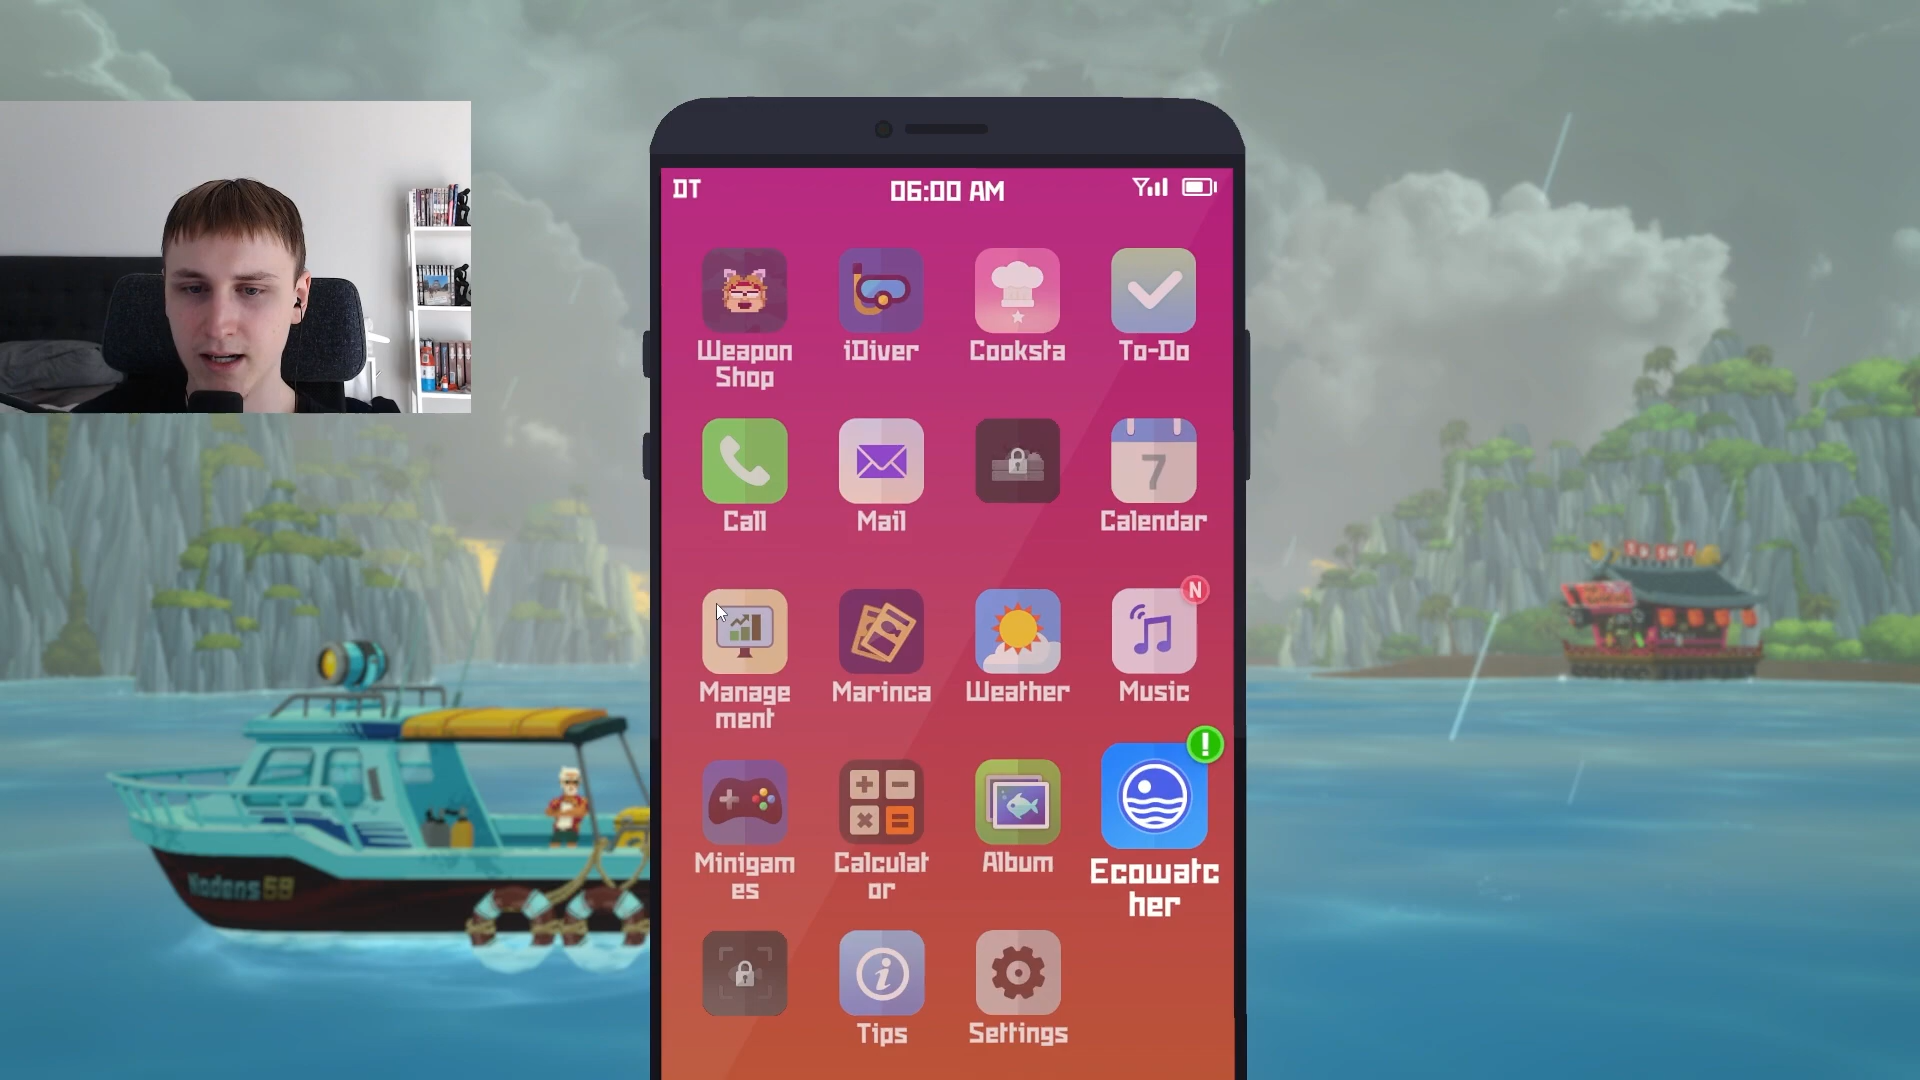 DT
06:00 AM
Weapon
Shop
iDiver
Cooksta
To-Do
Call
Mail
7
Calendar
N
Manage
ment
Marinca
Weather
Music
!
Minigam
es
Calculat
or
Album
Ecowatc
her
Tips
Settings
Nodens68